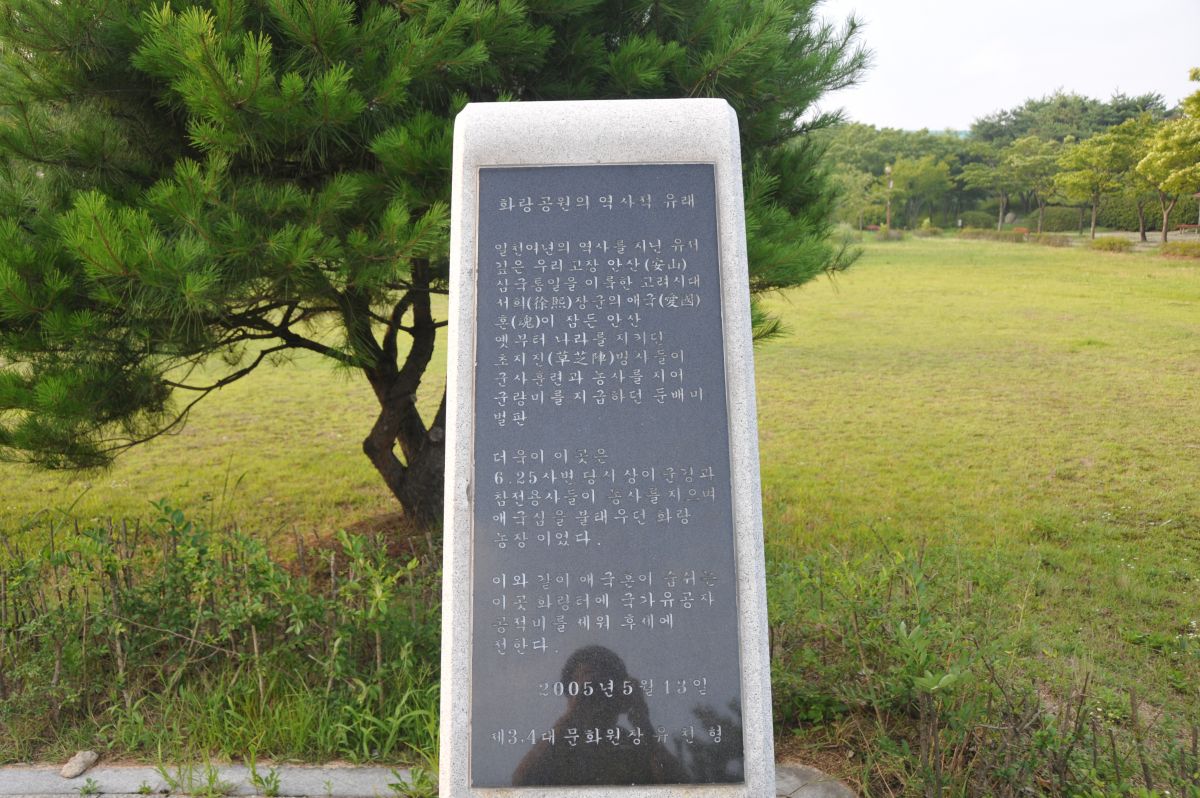 화랑공원의 역사적 유래
일천여년의 역사를 지닌 유서
깊은 우리고장 안산(安山)
삼국통일을 이룩한 고려시대
서희(徐熙)장군의 애국(愛國)
혼(魂)이 잠든 안산
옛부터 나라를 지키던
초지진(草芝陣)병사들이
군사훈련과 농사를 지어
군량미를 지급하던 둔배미
벌판
더욱이 이곳은
6.25사변 당시 상이군경과
참전용사들이 농사를 지으며
애국심을 불태우던 화랑
농장이었다.
이와 같이 애국혼이 숨쉬는
이곳 화랑터에 국가유공자
공적비를 세워 후세에
전한다.
2005년 5월 13일
제3,4대 문화원장 유천형